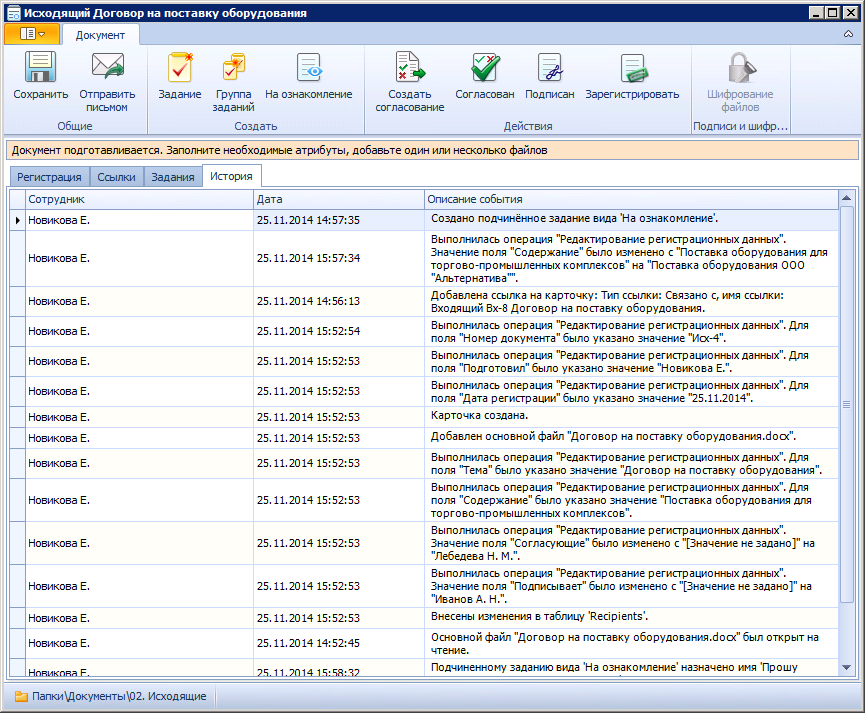 Исходящий Договор на поставку оборудования
Документ
Сохранить
Отправить
письмом
Общие
Задание
Группа
заданий
На ознакомление
Создать
Создать
согласование
Согласован
Подписан
Зарегистрировать
Действия
Шифрование
файлов
Подписи и шифр...
Документ подготавливается. Заполните необходимые атрибуты, добавьте один или несколько файлов
Регистрация
Ссылки
Задания
История
Сотрудник
Дата
Описание события
Новикова Е.
25.11.2014 14:57:35
Создано подчинённое задание вида 'На ознакомление'.
Новикова Е.
25.11.2014 15:57:34
Выполнилась операция "Редактирование регистрационных данных".
Значение поля "Содержание" было изменено с "Поставка оборудования для
торгово-промышленных комплексов" на "Поставка оборудования ООО
"Альтернатива"".
Новикова Е.
25.11.2014 14:56:13
Добавлена ссылка на карточку: Тип ссылки: Связано с, имя ссылки:
Входящий Вх-8 Договор на поставку оборудования.
Новикова Е.
25.11.2014 15:52:54
Выполнилась операция "Редактирование регистрационных данных". Для
поля "Номер документа" было указано значение "Исх-4".
Новикова Е.
25.11.2014 15:52:53
Выполнилась операция "Редактирование регистрационных данных". Для
поля "Подготовил" было указано значение "Новикова Е.".
Новикова Е.
25.11.2014 15:52:53
Выполнилась операция "Редактирование регистрационных данных". Для
поля "Дата регистрации" было указано значение "25.11.2014".
Новикова Е.
25.11.2014 15:52:53
Карточка создана.
Новикова Е.
25.11.2014 15:52:53
Добавлен основной файл "Договор на поставку оборудования.docx".
Новикова Е.
25.11.2014 15:52:53
Выполнилась операция "Редактирование регистрационных данных". Для
поля "Тема" было указано значение "Договор на поставку оборудования".
Новикова Е.
25.11.2014 15:52:53
Выполнилась операция "Редактирование регистрационных данных". Для
поля "Содержание" было указано значение "Поставка оборудования для
торгово-промышленных комплексов".
Новикова Е.
25.11.2014 15:52:53
Выполнилась операция "Редактирование регистрационных данных".
Значение поля "Согласующие" было изменено с "[Значение не задано]" на
"Лебедева Н. М.".
Новикова Е.
25.11.2014 15:52:53
Выполнилась операция "Редактирование регистрационных данных".
Значение поля "Подписывает" было изменено с "[Значение не задано]" на
"Иванов А. Н.".
Новикова Е.
25.11.2014 15:52:53
Внесены изменения в таблицу 'Recipients'.
Новикова Е.
25.11.2014 14:52:45
Основной файл "Договор на поставку оборудования.docx" был открыт на
чтение.
Новикова Е.
25.11.2014 15:58:32
Подчиненному заданию вида 'На ознакомление' назначено имя 'Прошу
Папки\Документы\02. Исходящие